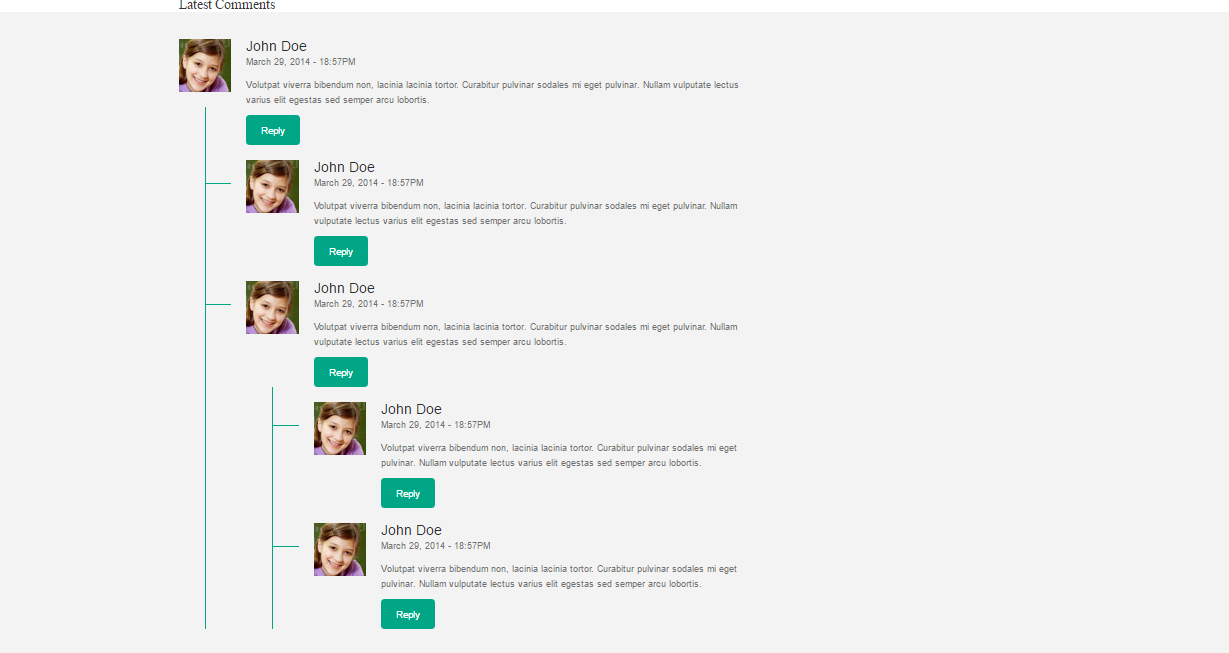 Latest Comments
John Doe
March 29, 2014 - 18:57PM
Volutpat viverra bibendum non, lacinia lacinia tortor. Curabitur pulvinar sodales mi eget pulvinar. Nullam vulputate lectus
varius elit egestas sed semper arcu lobortis.
Reply
John Doe
March 29, 2014 - 18:57PM
Volutpat viverra bibendum non, lacinia lacinia tortor. Curabitur pulvinar sodales mi eget pulvinar. Nullam
vulputate lectus varius elit egestas sed semper arcu lobortis.
Reply
John Doe
March 29, 2014 - 18:57PM
Volutpat viverra bibendum non, lacinia lacinia tortor. Curabitur pulvinar sodales mi eget pulvinar. Nullam
vulputate lectus varius elit egestas sed semper arcu lobortis.
Reply
John Doe
March 29, 2014 - 18:57PM
Volutpat viverra bibendum non, lacinia lacinia tortor. Curabitur pulvinar sodales mi eget
pulvinar. Nullam vulputate lectus varius elit egestas sed semper arcu lobortis.
Reply
John Doe
March 29, 2014 - 18:57PM
Volutpat viverra bibendum non, lacinia lacinia tortor. Curabitur pulvinar sodales mi eget
pulvinar. Nullam vulputate lectus varius elit egestas sed semper arcu lobortis.
Reply